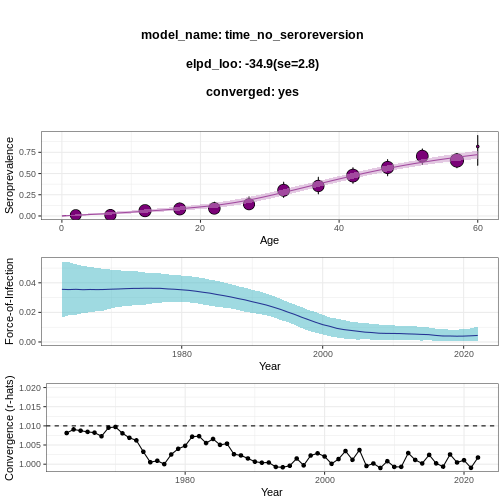 model_name: time_no_seroreversion
elpd_loo: -34.9(se=2.8)
converged: yes
Seroprevalence
0.75
0.50
0.25
0.00
0 20 40 60
Age
Force-of-Infection
0.04
0.02
0.00
1980 2000 2020
Year
Convergence (r-hats)
1.020
1.015
1.010
1.005
1.000
1980 2000 2020
Year